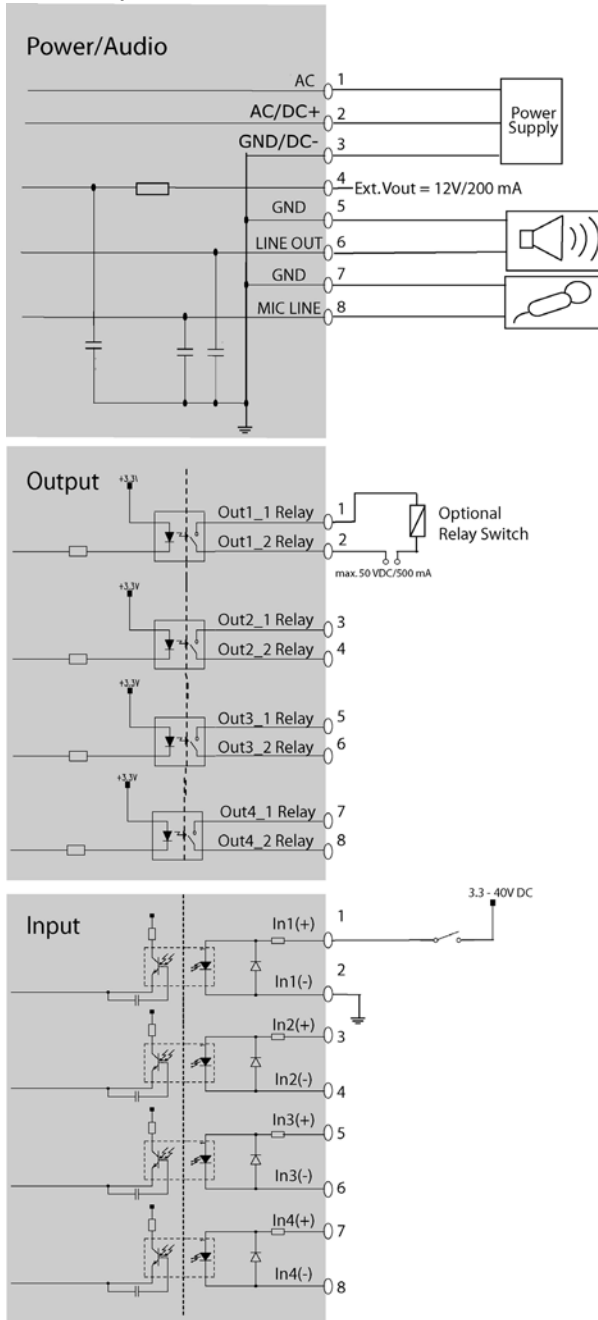 Power/Audio
AC 1
AC/DC+ 2
GND/DC- 3
Power
Supply
4 Ext.Vout = 12V/200 mA
GND 5
LINE OUT 6
GND 7
MIC LINE 8
Output
Out1_1 Relay 1
Out1_2 Relay 2
Optional
Relay Switch
max. 50 VDC/500 mA
+3.3V
Out2_1 Relay 3
Out2_2 Relay 4
+3.3V
Out3_1 Relay 5
Out3_2 Relay 6
+3.3V
Out4_1 Relay 7
Out4_2 Relay 8
Input
3.3 - 40V DC
In1(+) 1
In1(-) 2
In2(+) 3
In2(-) 4
In3(+) 5
In3(-) 6
In4(+) 7
In4(-) 8